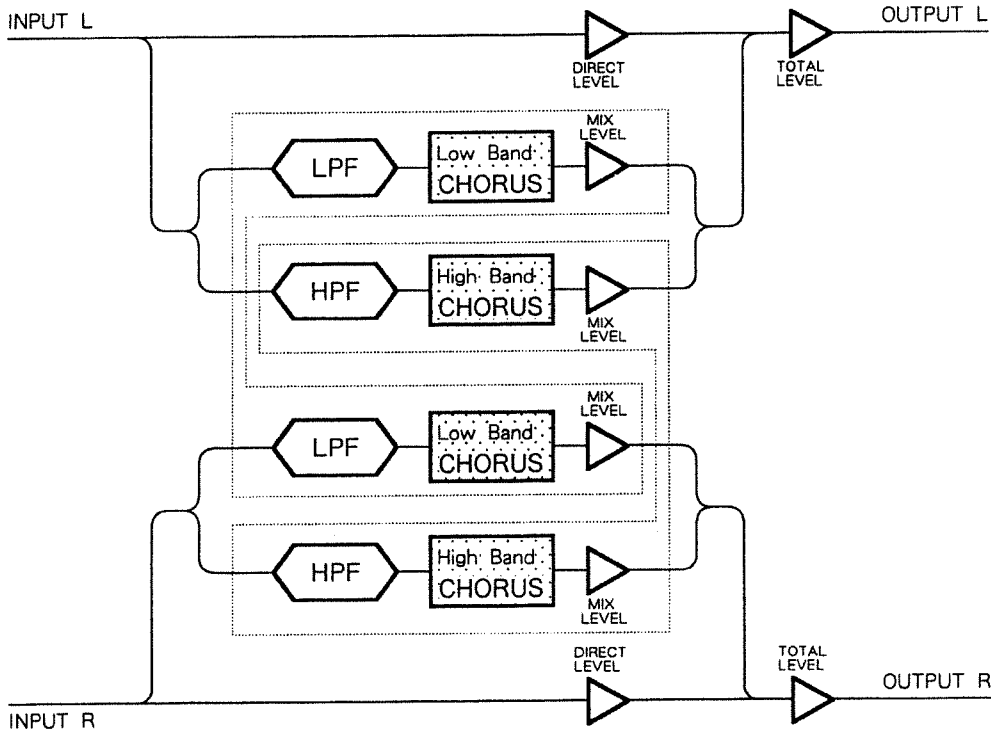 INPUT L
OUTPUT L
DIRECT
LEVEL
TOTAL
LEVEL
MIX
LEVEL
LPF
Low Band
CHORUS
HPF
High Band
CHORUS
MIX
LEVEL
MIX
LEVEL
LPF
Low Band
CHORUS
HPF
High Band
CHORUS
MIX
LEVEL
DIRECT
LEVEL
TOTAL
LEVEL
OUTPUT R
INPUT R